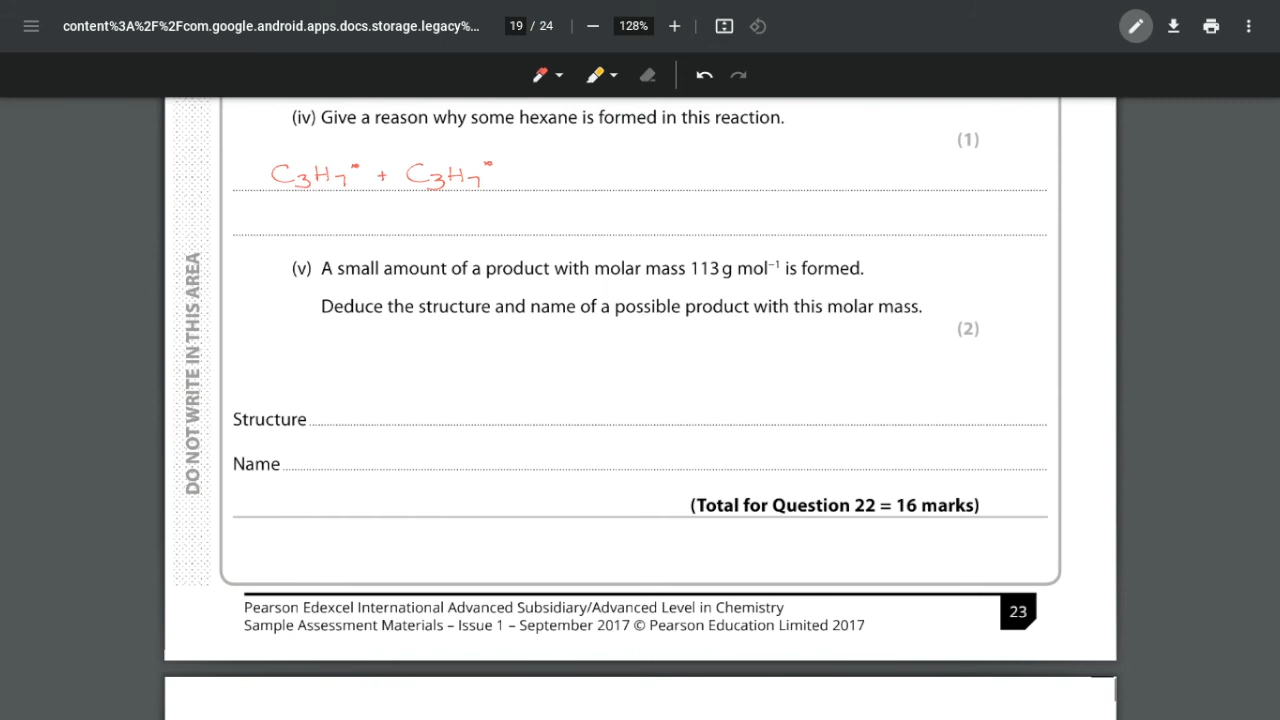 content%3A%2F%2Fcom.google.android.apps.docs.storage.legacy%... 19 / 24 128%
(iv) Give a reason why some hexane is formed in this reaction.
(1)
C₃H₇• + C₃H₇•
(v) A small amount of a product with molar mass 113 g mol⁻¹ is formed.
Deduce the structure and name of a possible product with this molar mass.
(2)
DO NOT WRITE IN THIS AREA
Structure
Name
(Total for Question 22 = 16 marks)
Pearson Edexcel International Advanced Subsidiary/Advanced Level in Chemistry
Sample Assessment Materials – Issue 1 – September 2017 © Pearson Education Limited 2017
23